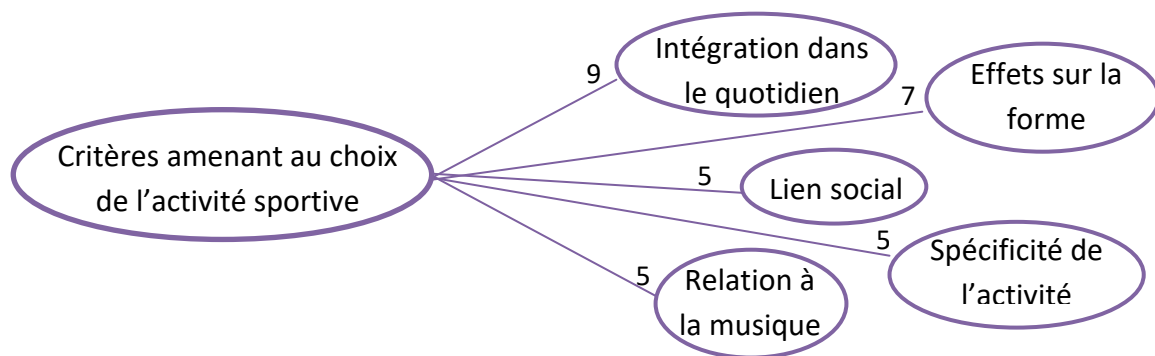 Critères amenant au choix
de l’activité sportive
9
Intégration dans
le quotidien
7
Effets sur la
forme
5
Lien social
5
Spécificité de
l’activité
5
Relation à
la musique